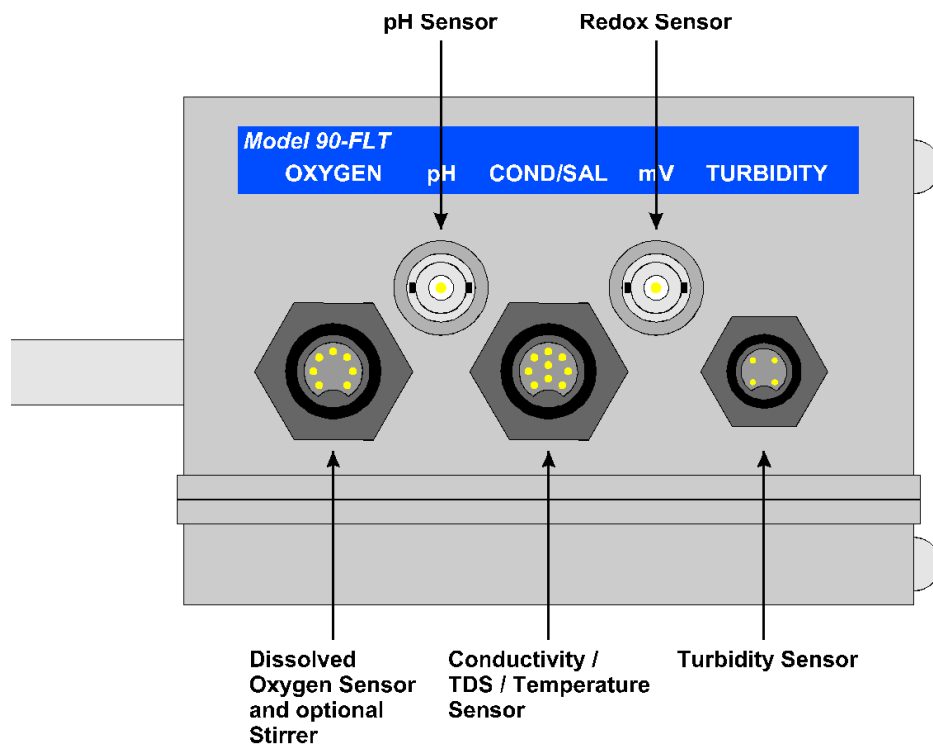 pH Sensor
Redox Sensor
Model 90-FLT
OXYGEN pH COND/SAL mV TURBIDITY
Dissolved
Oxygen Sensor
and optional
Stirrer
Conductivity /
TDS / Temperature
Sensor
Turbidity Sensor